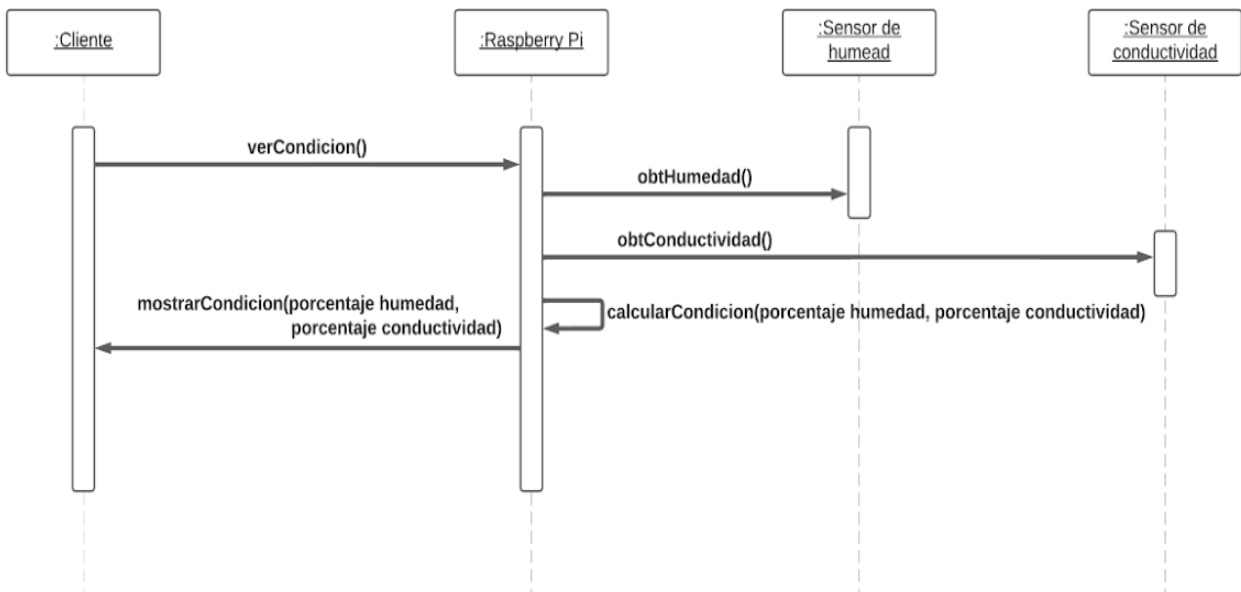 :Cliente
:Raspberry Pi
:Sensor de
humead
:Sensor de
conductividad
verCondicion()
obtHumedad()
obtConductividad()
mostrarCondicion(porcentaje humedad,
porcentaje conductividad)
calcularCondicion(porcentaje humedad, porcentaje conductividad)